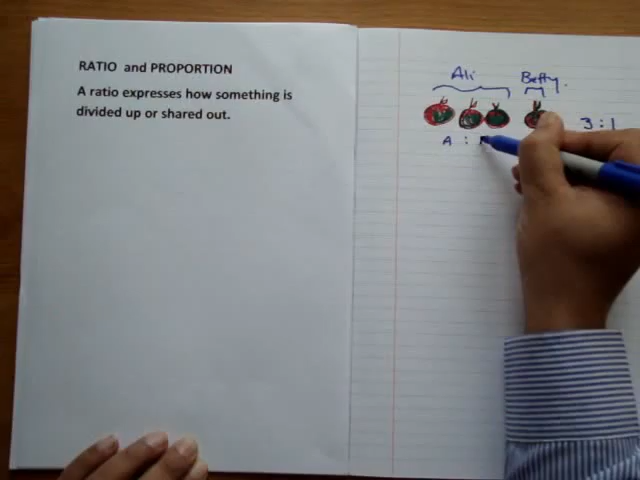 RATIO and PROPORTION
A ratio expresses how something is
divided up or shared out.
Ali Betty.
3 : 1
A :